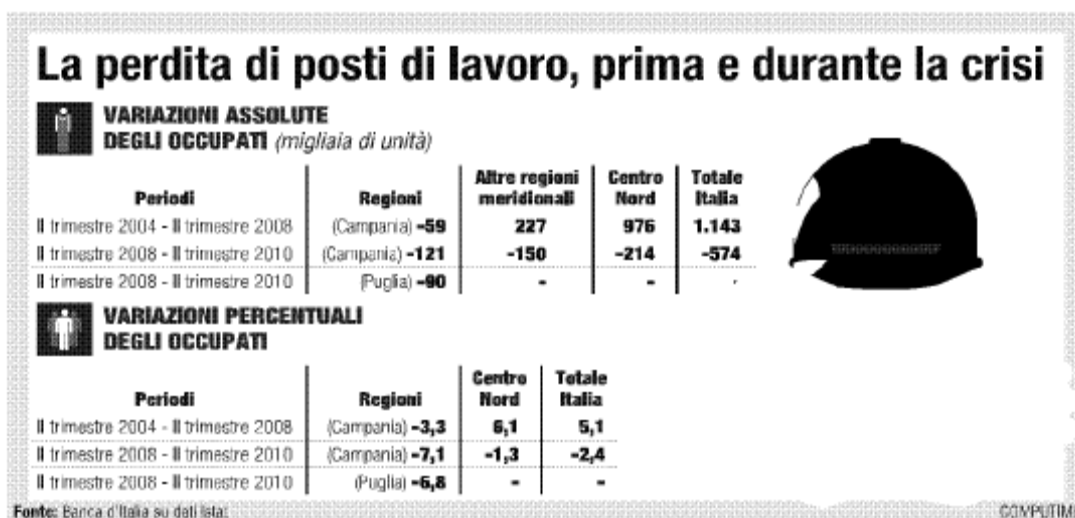 La perdita di posti di lavoro, prima e durante la crisi
VARIAZIONI ASSOLUTE
DEGLI OCCUPATI (migliaia di unità)
Periodi Regioni Altre regioni meridionali Centro Nord Totale Italia
II trimestre 2004 - II trimestre 2008 (Campania) -59 227 976 1.143
II trimestre 2008 - II trimestre 2010 (Campania) -121 -150 -214 -574
II trimestre 2008 - II trimestre 2010 (Puglia) -90 - - -
VARIAZIONI PERCENTUALI
DEGLI OCCUPATI
Periodi Regioni Centro Nord Totale Italia
II trimestre 2004 - II trimestre 2008 (Campania) -3,3 6,1 5,1
II trimestre 2008 - II trimestre 2010 (Campania) -7,1 -1,3 -2,4
II trimestre 2008 - II trimestre 2010 (Puglia) -6,8 - -
Fonte: Banca d'Italia su dati Istat
COMPUTIM